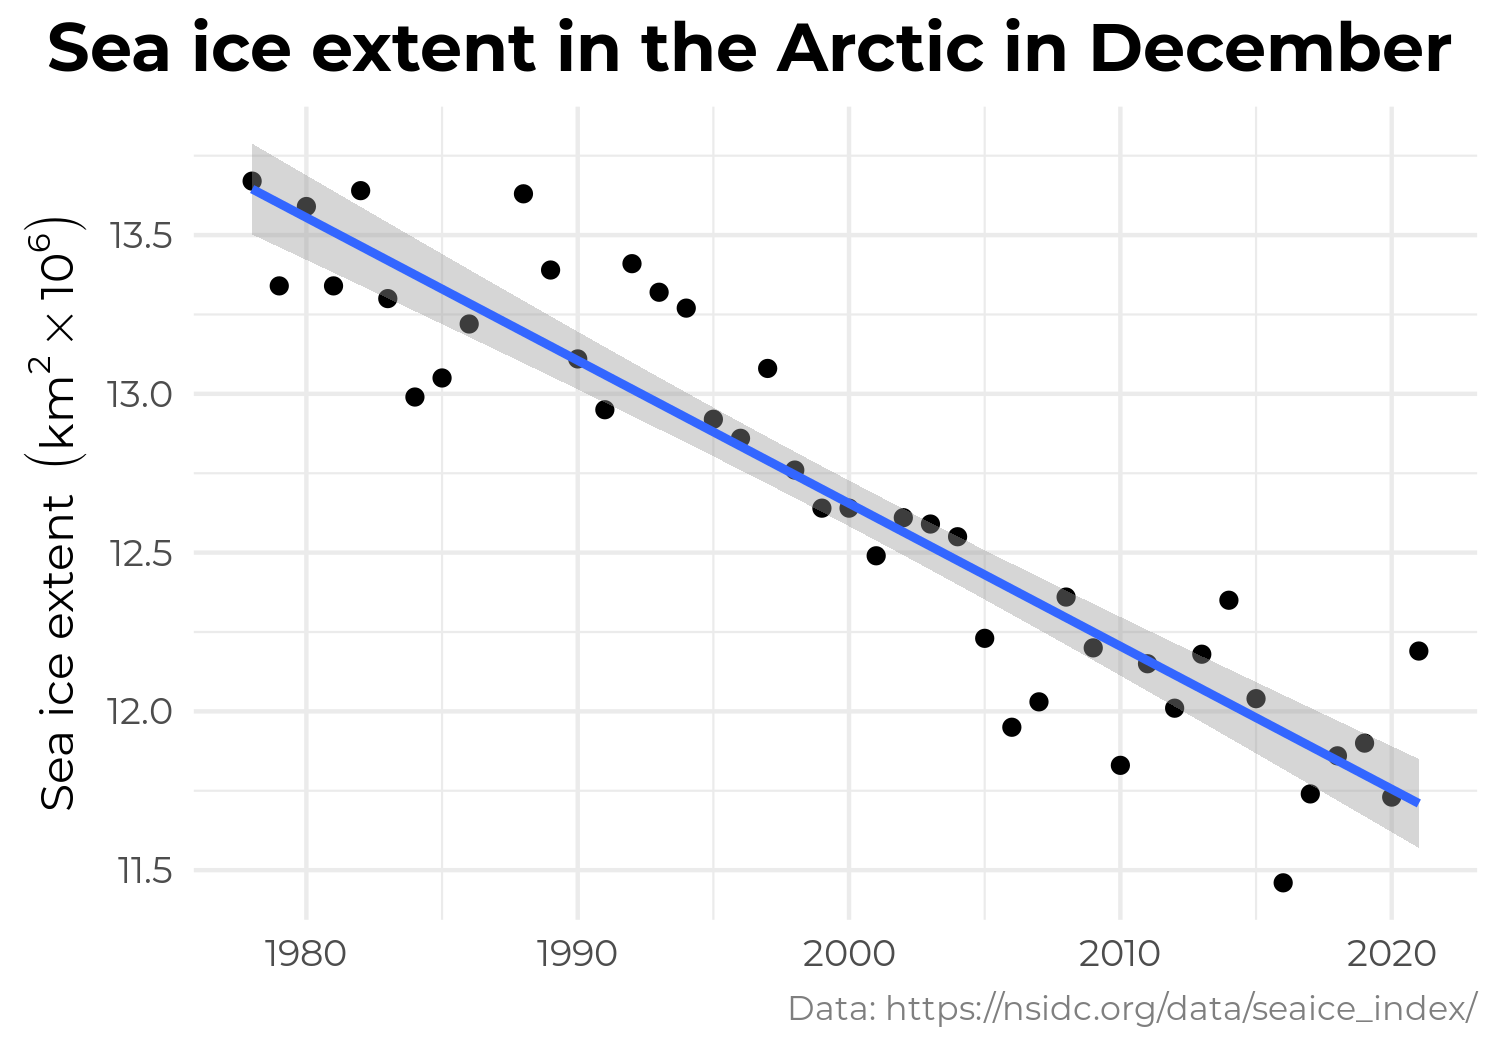 Sea ice extent in the Arctic in December
Sea ice extent (km² × 10⁶)
13.5
13.0
12.5
12.0
11.5
1980 1990 2000 2010 2020
Data: https://nsidc.org/data/seaice_index/